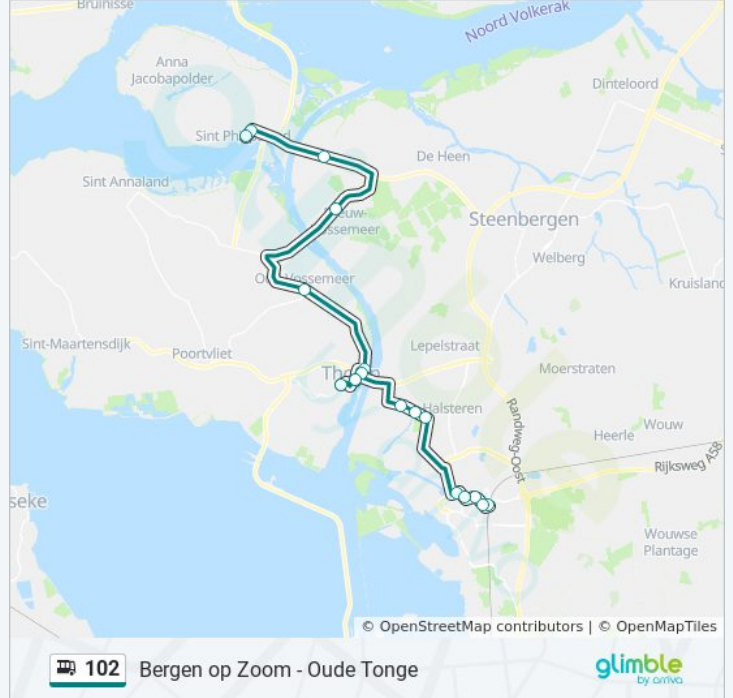 Bruinisse
Noord Volkerak
Anna
Jacobapolder
Dinteloord
Sint Ph
De Heen
Sint Annaland
Steenbergen
Welberg
Kruisland
Sint-Maartensdijk
Poortvliet
Lepelstraat
Moerstraten
Halsteren
Randweg-Oost
Wouw
Heerle
Rijksweg A58
seke
Wouwse
Plantage
© OpenStreetMap contributors | © OpenMapTiles
102 Bergen op Zoom - Oude Tonge
glimble
by arriva